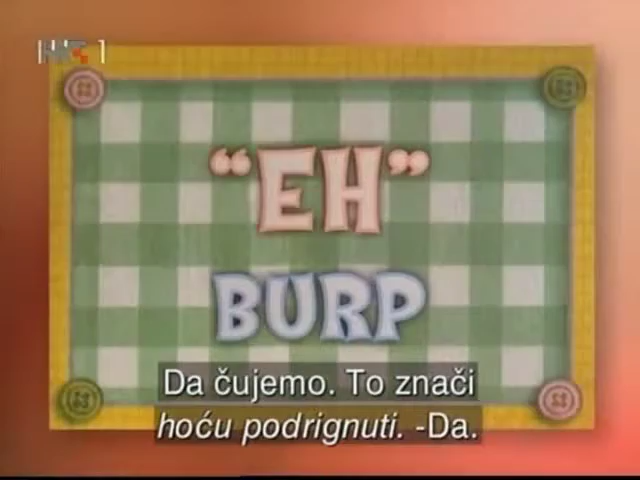 HRT 1
"EH"
BURP
Da čujemo. To znači
hoću podrignuti. -Da.